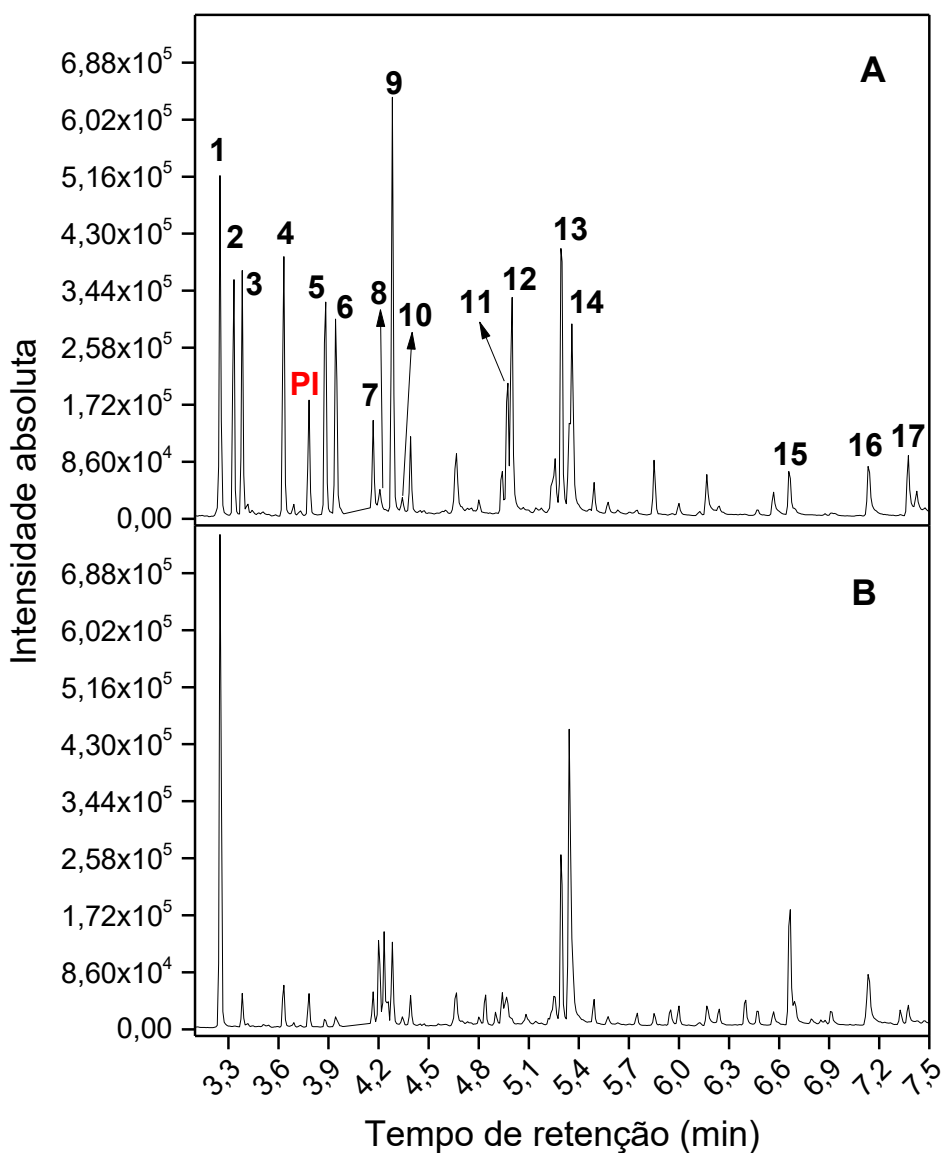 A
6,88x10⁵
6,02x10⁵
5,16x10⁵
4,30x10⁵
3,44x10⁵
2,58x10⁵
1,72x10⁵
8,60x10⁴
0,00
1
2
3
4
PI
5
6
7
8
9
10
11
12
13
14
15
16
17
B
6,88x10⁵
6,02x10⁵
5,16x10⁵
4,30x10⁵
3,44x10⁵
2,58x10⁵
1,72x10⁵
8,60x10⁴
0,00
Intensidade absoluta
3,3 3,6 3,9 4,2 4,5 4,8 5,1 5,4 5,7 6,0 6,3 6,6 6,9 7,2 7,5
Tempo de retenção (min)